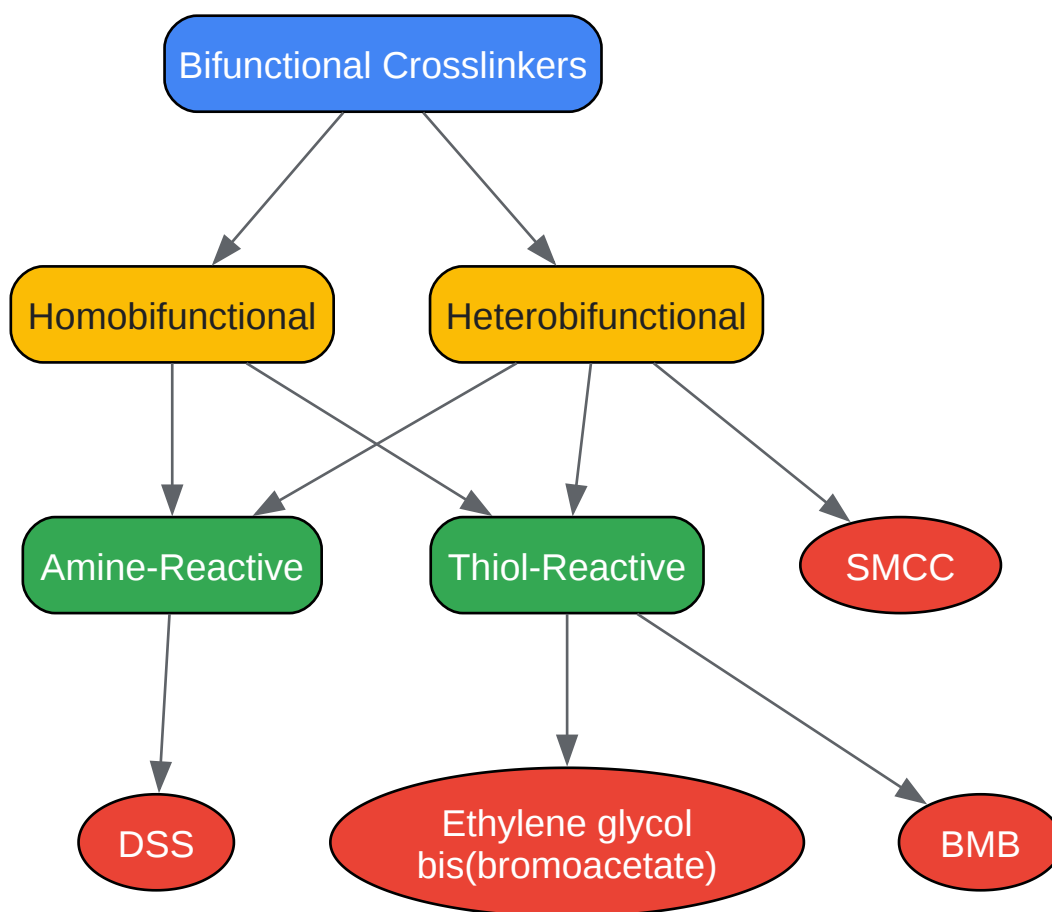 Bifunctional Crosslinkers
Homobifunctional
Heterobifunctional
Amine-Reactive
Thiol-Reactive
SMCC
DSS
Ethylene glycol
bis(bromoacetate)
BMB